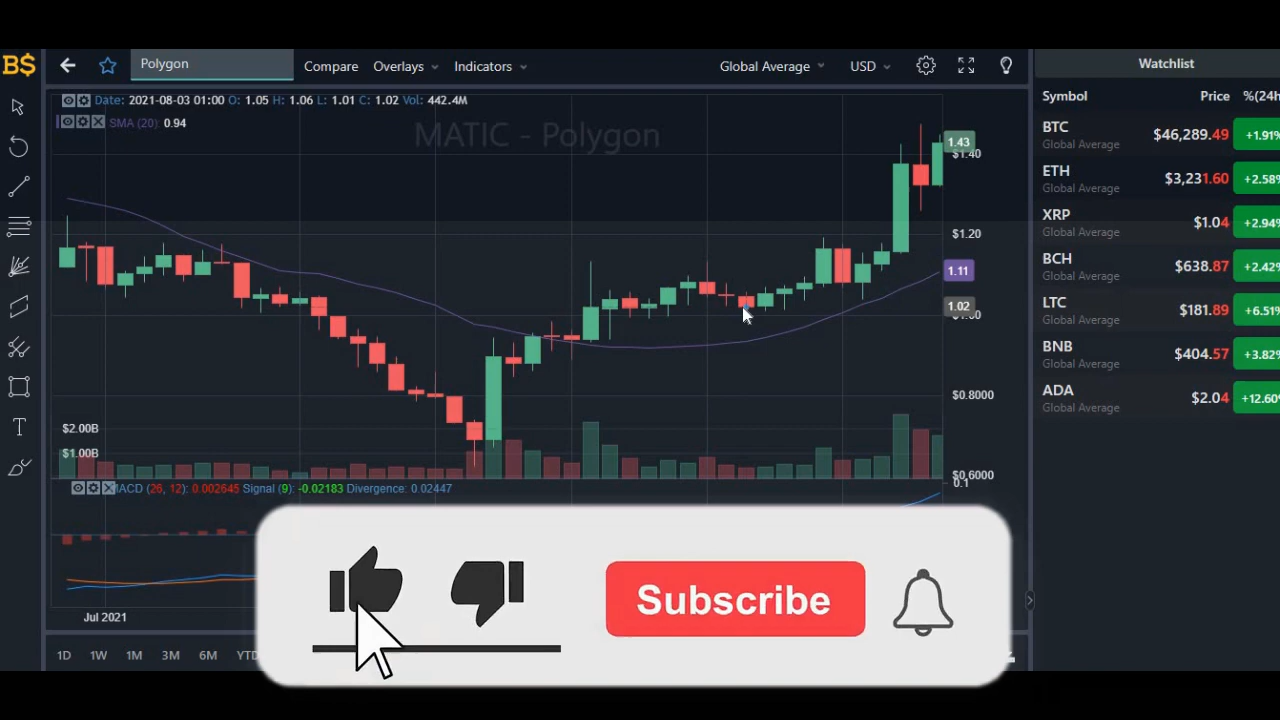 B$
Polygon
Compare
Overlays
Indicators
Global Average
USD
Watchlist
Date: 2021-08-03 01:00 O: 1.05 H: 1.06 L: 1.01 C: 1.02 Vol: 442.4M
SMA (20) 0.94
MATIC - Polygon
Symbol Price %(24h
BTC $46,289.49 +1.91%
Global Average
ETH $3,231.60 +2.58%
Global Average
XRP $1.04 +2.94%
Global Average
BCH $638.87 +2.42%
Global Average
LTC $181.89 +6.51%
Global Average
BNB $404.57 +3.82%
Global Average
ADA $2.04 +12.60%
Global Average
1.43
$1.40
$1.20
1.11
1.02
$0.8000
$0.6000
0.1
$2.00B
$1.00B
MACD (26, 12): 0.002645 Signal (9): -0.02183 Divergence: 0.02447
Jul 2021
1D 1W 1M 3M 6M YTD
Subscribe
T